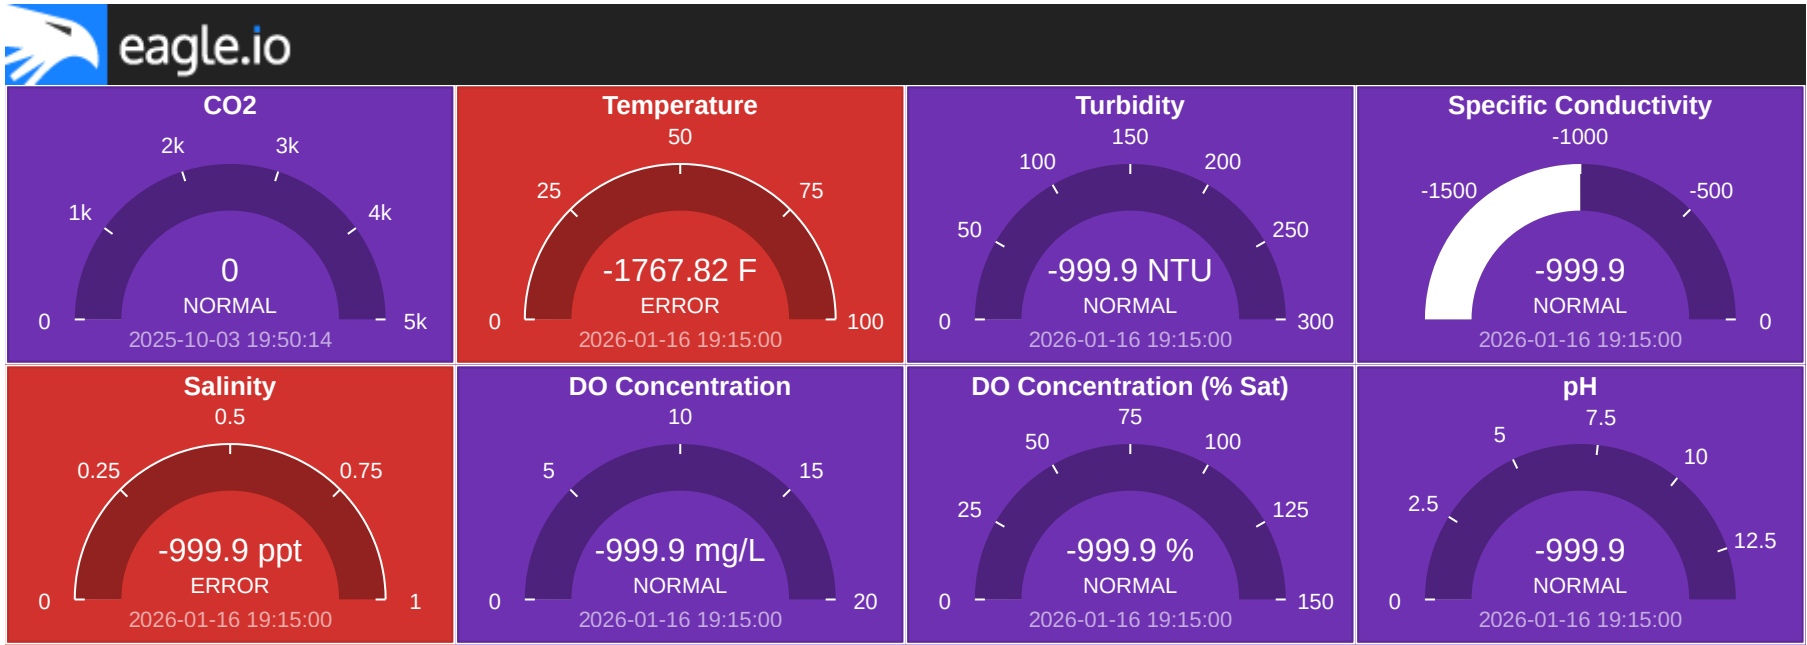 eagle.io
CO2
2k
3k
1k
4k
0
NORMAL
0
5k
2025-10-03 19:50:14
Temperature
50
25
75
-1767.82 F
ERROR
0
100
2026-01-16 19:15:00
Turbidity
150
100
200
50
250
-999.9 NTU
NORMAL
0
300
2026-01-16 19:15:00
Specific Conductivity
-1000
-1500
-500
-999.9
NORMAL
0
2026-01-16 19:15:00
Salinity
0.5
0.25
0.75
-999.9 ppt
ERROR
0
1
2026-01-16 19:15:00
DO Concentration
10
5
15
-999.9 mg/L
NORMAL
0
20
2026-01-16 19:15:00
DO Concentration (% Sat)
75
50
100
25
125
-999.9 %
NORMAL
0
150
2026-01-16 19:15:00
pH
7.5
5
10
2.5
12.5
-999.9
NORMAL
0
2026-01-16 19:15:00